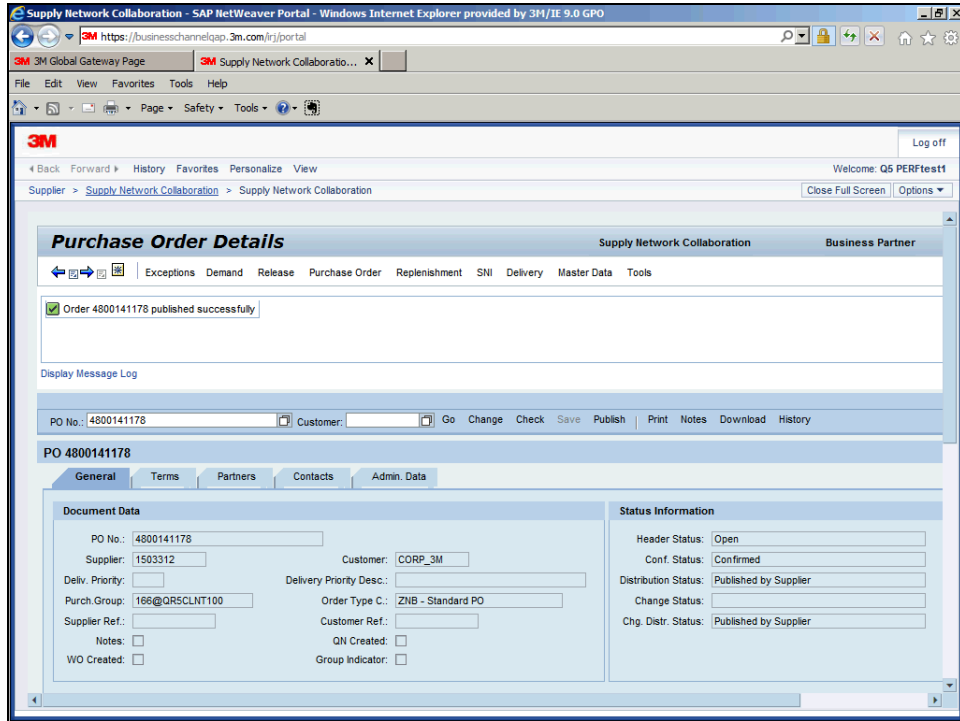 Supply Network Collaboration - SAP NetWeaver Portal - Windows Internet Explorer provided by 3M/IE 9.0 GPO
3M https://businesschannelqap.3m.com/irj/portal
3M 3M Global Gateway Page 3M Supply Network Collaboratio... X
File Edit View Favorites Tools Help
Page Safety Tools
3M Log off
Back Forward History Favorites Personalize View Welcome: Q5 PERFtest1
Supplier > Supply Network Collaboration > Supply Network Collaboration Close Full Screen Options
Purchase Order Details Supply Network Collaboration Business Partner
Exceptions Demand Release Purchase Order Replenishment SNI Delivery Master Data Tools
Order 4800141178 published successfully
Display Message Log
PO No.: 4800141178 Customer: Go Change Check Save Publish | Print Notes Download History
PO 4800141178
General Terms Partners Contacts Admin. Data
Document Data Status Information
PO No.: 4800141178 Header Status: Open
Supplier: 1503312 Customer: CORP_3M Conf. Status: Confirmed
Deliv. Priority: Delivery Priority Desc.: Distribution Status: Published by Supplier
Purch.Group: 166@QR5CLNT100 Order Type C.: ZNB - Standard PO Change Status:
Supplier Ref.: Customer Ref.: Chg. Distr. Status: Published by Supplier
Notes: QN Created:
WO Created: Group Indicator: